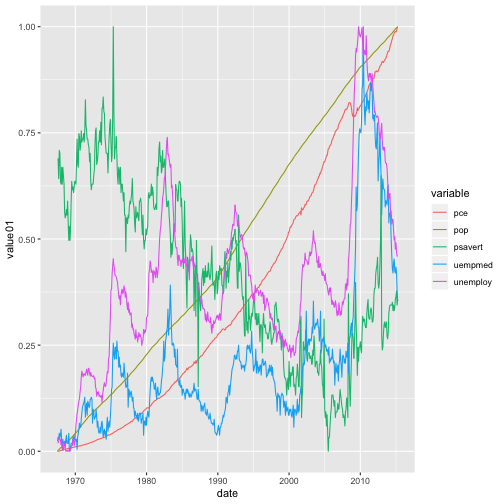 1.00
0.75
0.50
0.25
0.00
value01
1970
1980
1990
2000
2010
date
variable
pce
pop
psavert
uempmed
unemploy